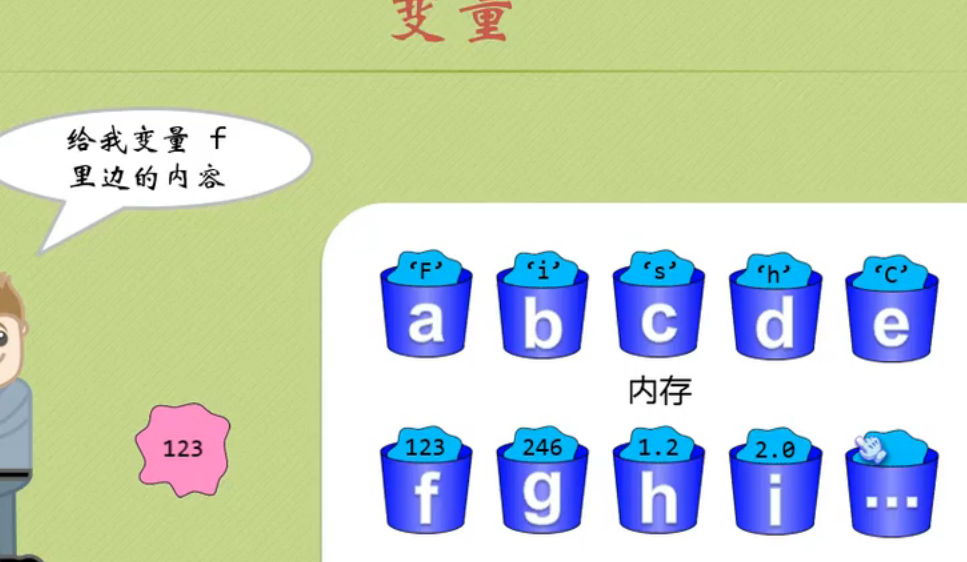 变量
给我变量 f
里边的内容
‘F’ ‘i’ ‘s’ ‘h’ ‘C’
a b c d e
内存
123
123 246 1.2 2.0
f g h i ...